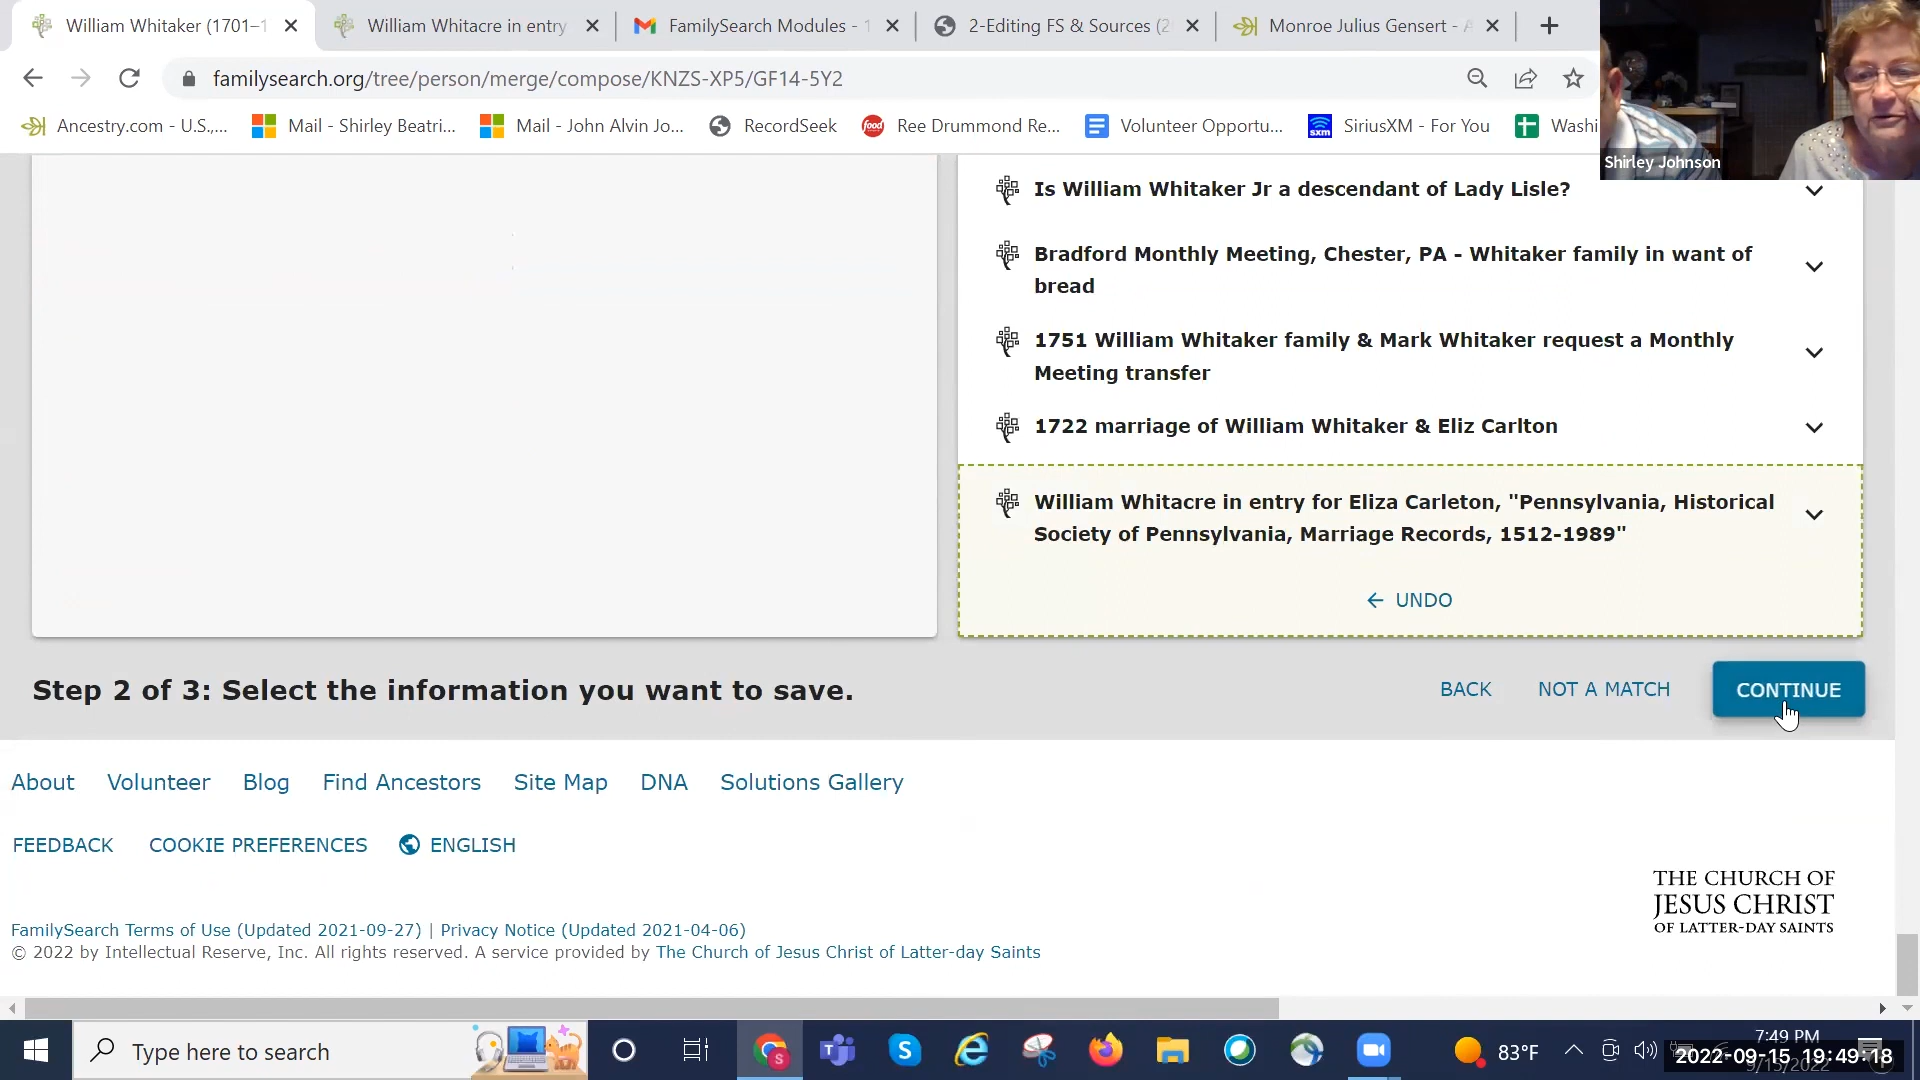 William Whitaker (1701–1
William Whitacre in entry
FamilySearch Modules - 1
2-Editing FS & Sources (2
Monroe Julius Gensert - A
familysearch.org/tree/person/merge/compose/KNZS-XP5/GF14-5Y2
Ancestry.com - U.S.,...
Mail - Shirley Beatri...
Mail - John Alvin Jo...
RecordSeek
food
Ree Drummond Re...
Volunteer Opportu...
sxm
SiriusXM - For You
Washi
Shirley Johnson
Is William Whitaker Jr a descendant of Lady Lisle?
Bradford Monthly Meeting, Chester, PA - Whitaker family in want of
bread
1751 William Whitaker family & Mark Whitaker request a Monthly
Meeting transfer
1722 marriage of William Whitaker & Eliz Carlton
William Whitacre in entry for Eliza Carleton, "Pennsylvania, Historical
Society of Pennsylvania, Marriage Records, 1512-1989"
UNDO
Step 2 of 3: Select the information you want to save.
BACK
NOT A MATCH
CONTINUE
About
Volunteer
Blog
Find Ancestors
Site Map
DNA
Solutions Gallery
FEEDBACK
COOKIE PREFERENCES
ENGLISH
THE CHURCH OF
JESUS CHRIST
OF LATTER-DAY SAINTS
FamilySearch Terms of Use (Updated 2021-09-27) | Privacy Notice (Updated 2021-04-06)
© 2022 by Intellectual Reserve, Inc. All rights reserved. A service provided by The Church of Jesus Christ of Latter-day Saints
Type here to search
83°F
7:49 PM
2022-09-15 19:49:18
9/15/2022